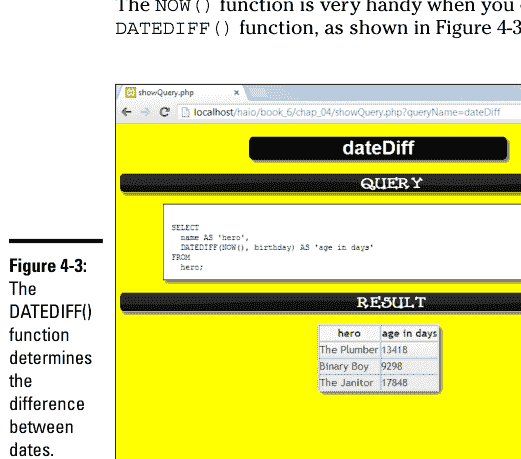 The NOW() function is very handy when you
DATEDIFF() function, as shown in Figure 4-3
showQuery.php
localhost/haio/book_6/chap_04/showQuery.php?queryName=dateDiff
dateDiff
QUERY
SELECT
name AS 'hero',
DATEDIFF(NOW(), birthday) AS 'age in days'
FROM
hero;
RESULT
hero age in days
The Plumber 13418
Binary Boy 9298
The Janitor 17848
Figure 4-3:
The
DATEDIFF()
function
determines
the
difference
between
dates.